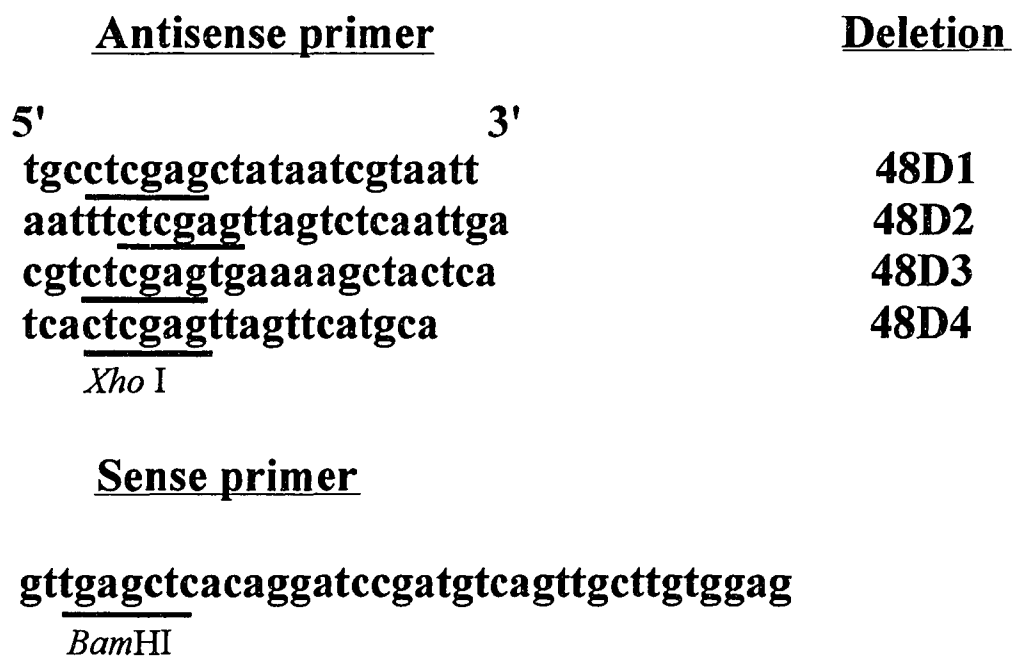 Antisense primer Deletion
5' 3'
tgcctcgagctataatcgtaatt 48D1
aatttctcgagttagtctcaattga 48D2
cgtctcgagtgaaaagctactca 48D3
tcactcgagttagttcatgca 48D4
Xho I
Sense primer
gttgagctcacaggatccgatgtcagttgcttgtggag
BamHI